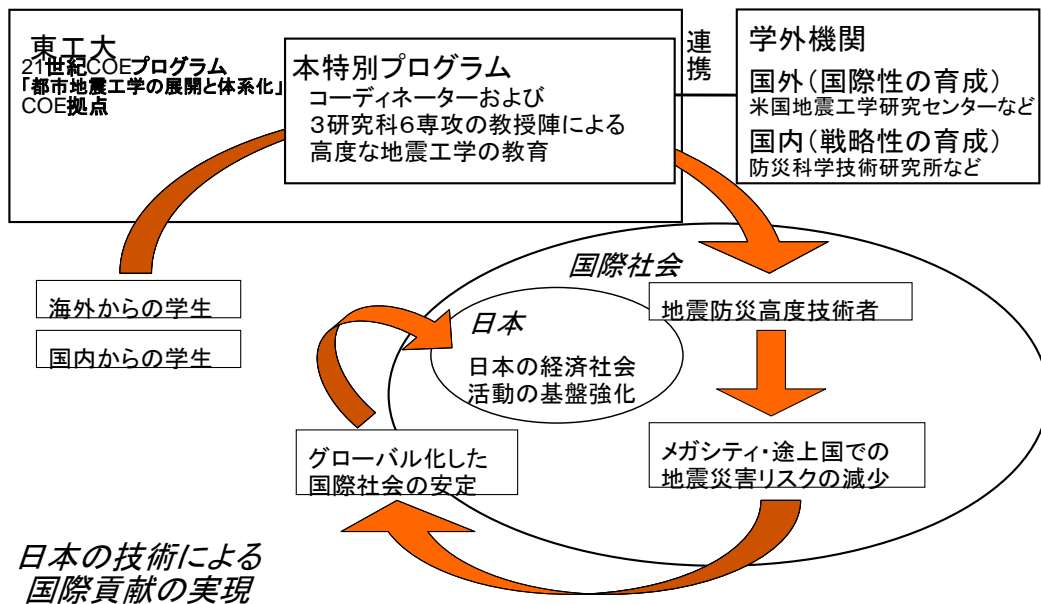 東工大
21世紀COEプログラム
「都市地震工学の展開と体系化」
COE拠点
本特別プログラム
コーディネーターおよび
3研究科6専攻の教授陣による
高度な地震工学の教育
連携
学外機関
国外(国際性の育成)
米国地震工学研究センターなど
国内(戦略性の育成)
防災科学技術研究所など
海外からの学生
国内からの学生
国際社会
日本
日本の経済社会
活動の基盤強化
地震防災高度技術者
メガシティ・途上国での
地震災害リスクの減少
グローバル化した
国際社会の安定
日本の技術による
国際貢献の実現